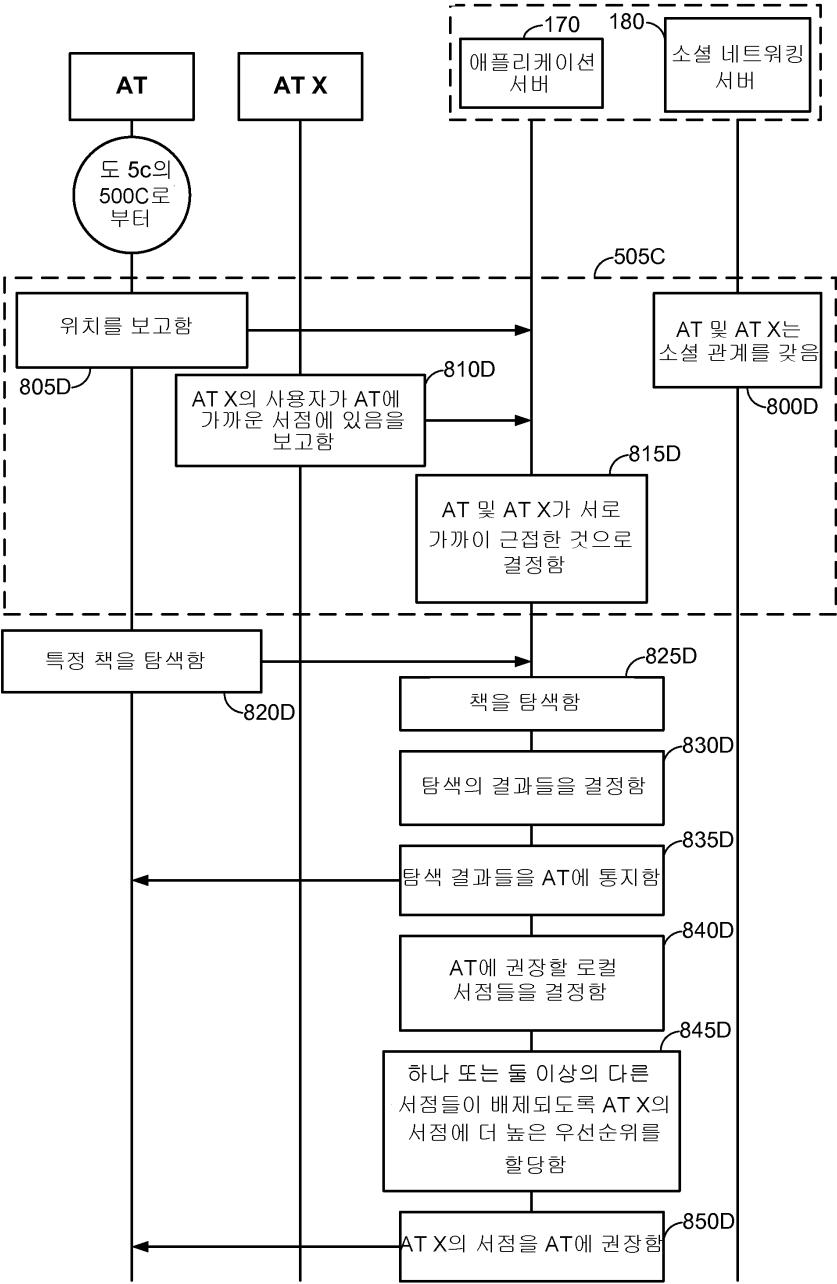 170
180
애플리케이션
서버
소셜 네트워킹
서버
AT
AT X
도 5c의
500C로
부터
505C
위치를 보고함
805D
AT 및 AT X는
소셜 관계를 갖음
800D
810D
AT X의 사용자가 AT에
가까운 서점에 있음을
보고함
815D
AT 및 AT X가 서로
가까이 근접한 것으로
결정함
특정 책을 탐색함
820D
825D
책을 탐색함
830D
탐색의 결과들을 결정함
835D
탐색 결과들을 AT에 통지함
840D
AT에 권장할 로컬
서점들을 결정함
845D
하나 또는 둘 이상의 다른
서점들이 배제되도록 AT X의
서점에 더 높은 우선순위를
할당함
850D
AT X의 서점을 AT에 권장함